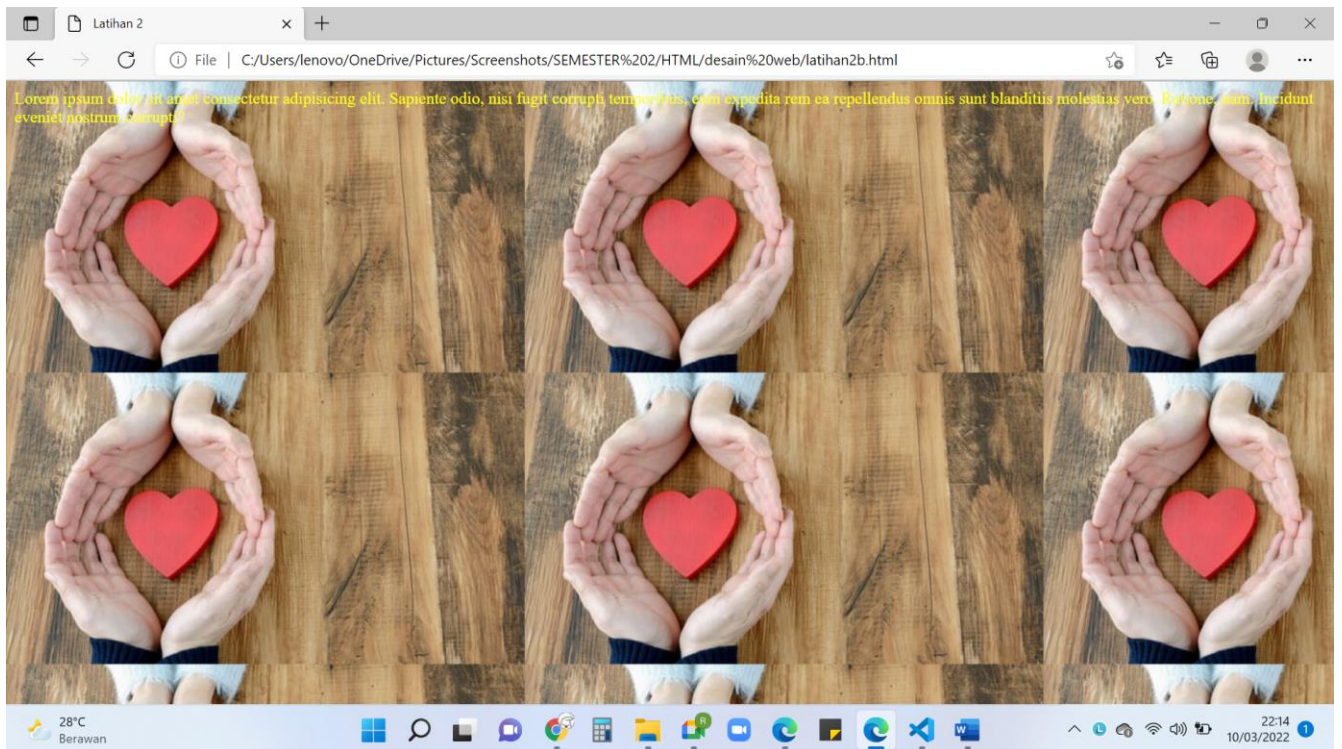 Latihan 2
File | C:/Users/lenovo/OneDrive/Pictures/Screenshots/SEMESTER%202/HTML/desain%20web/latihan2b.html
Lorem ipsum dolor sit amet consectetur adipisicing elit. Sapiente odio, nisi fugit corrupti temporibus, eum expedita rem ea repellendus omnis sunt blanditiis molestias vero. Ratione, nam. Incidunt
eveniet nostrum corrupti?
28°C
Berawan
22:14
10/03/2022
1